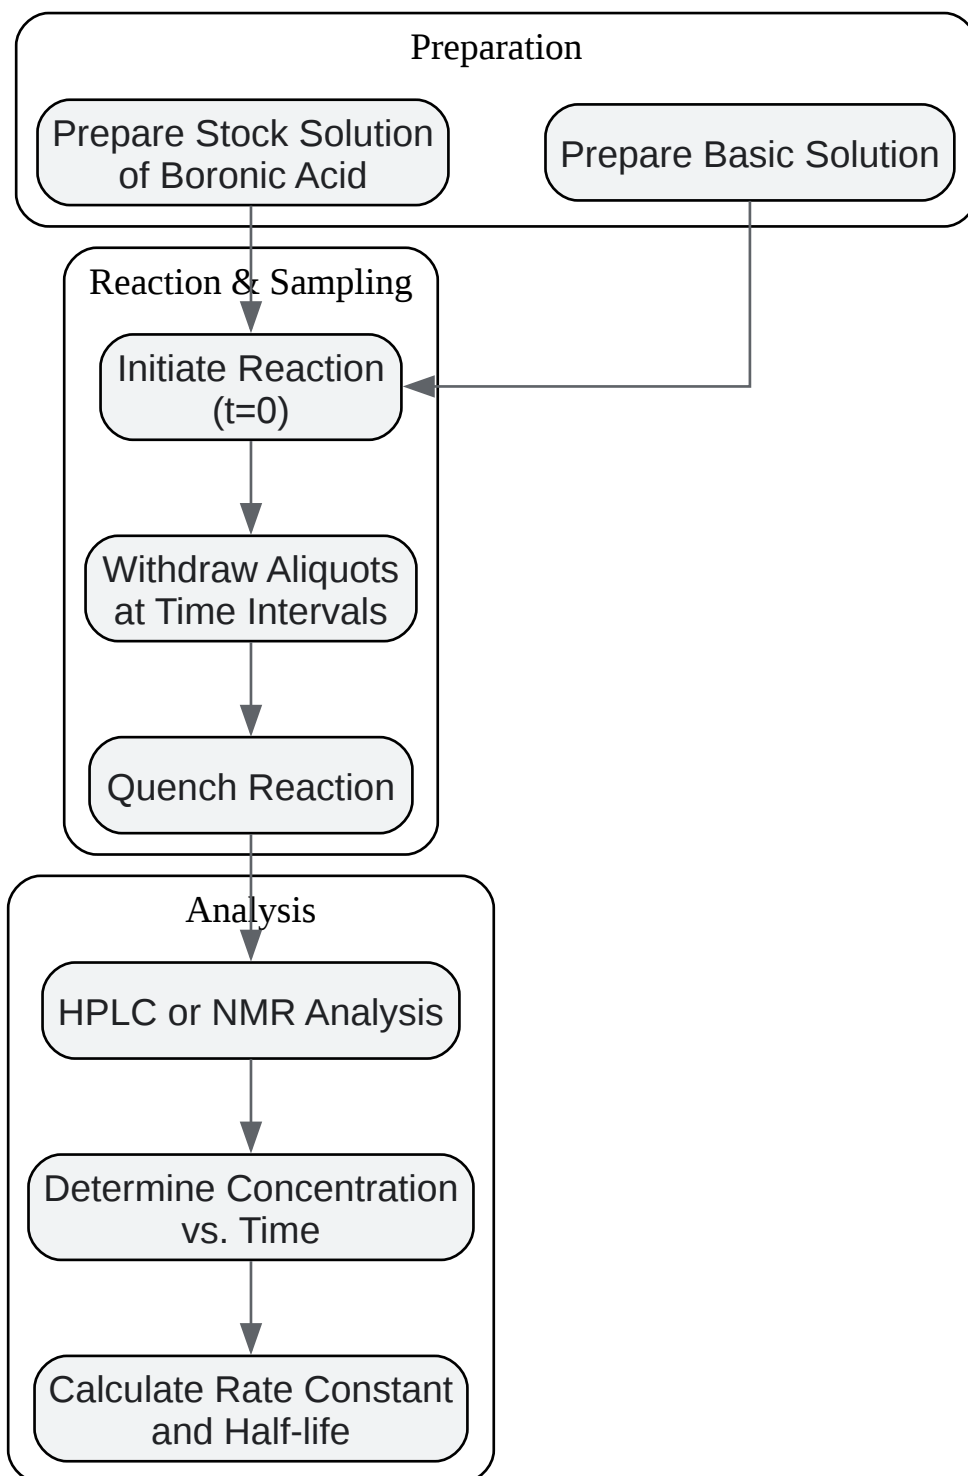 Preparation
Prepare Stock Solution
of Boronic Acid
Prepare Basic Solution
Reaction & Sampling
Initiate Reaction
(t=0)
Withdraw Aliquots
at Time Intervals
Quench Reaction
Analysis
HPLC or NMR Analysis
Determine Concentration
vs. Time
Calculate Rate Constant
and Half-life